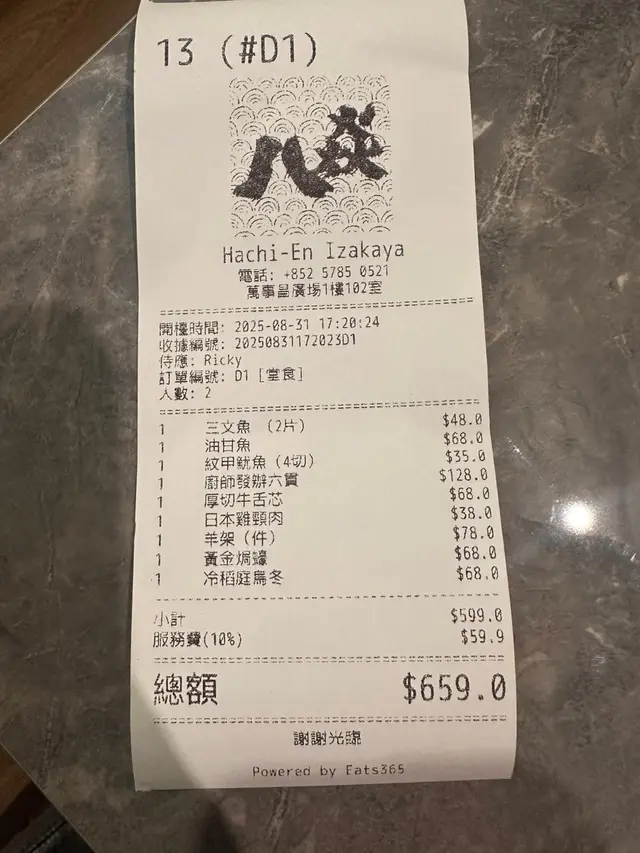 13 (#D1)
八炎
Hachi-En Izakaya
電話: +852 5785 0521
萬事昌廣場1樓102室
開檯時間: 2025-08-31 17:20:24
收據編號: 20250831172023D1
侍應: Ricky
訂單編號: D1 [堂食]
人數: 2
1 三文魚 (2片) $48.0
1 油甘魚 $68.0
1 紋甲魷魚 (4切) $35.0
1 廚師發辦六貫 $128.0
1 厚切牛舌芯 $68.0
1 日本雞頸肉 $38.0
1 羊架 (件) $78.0
1 黃金焗蠔 $68.0
1 冷稻庭烏冬 $68.0
小計 $599.0
服務費(10%) $59.9
總額 $659.0
謝謝光臨
Powered by Eats365